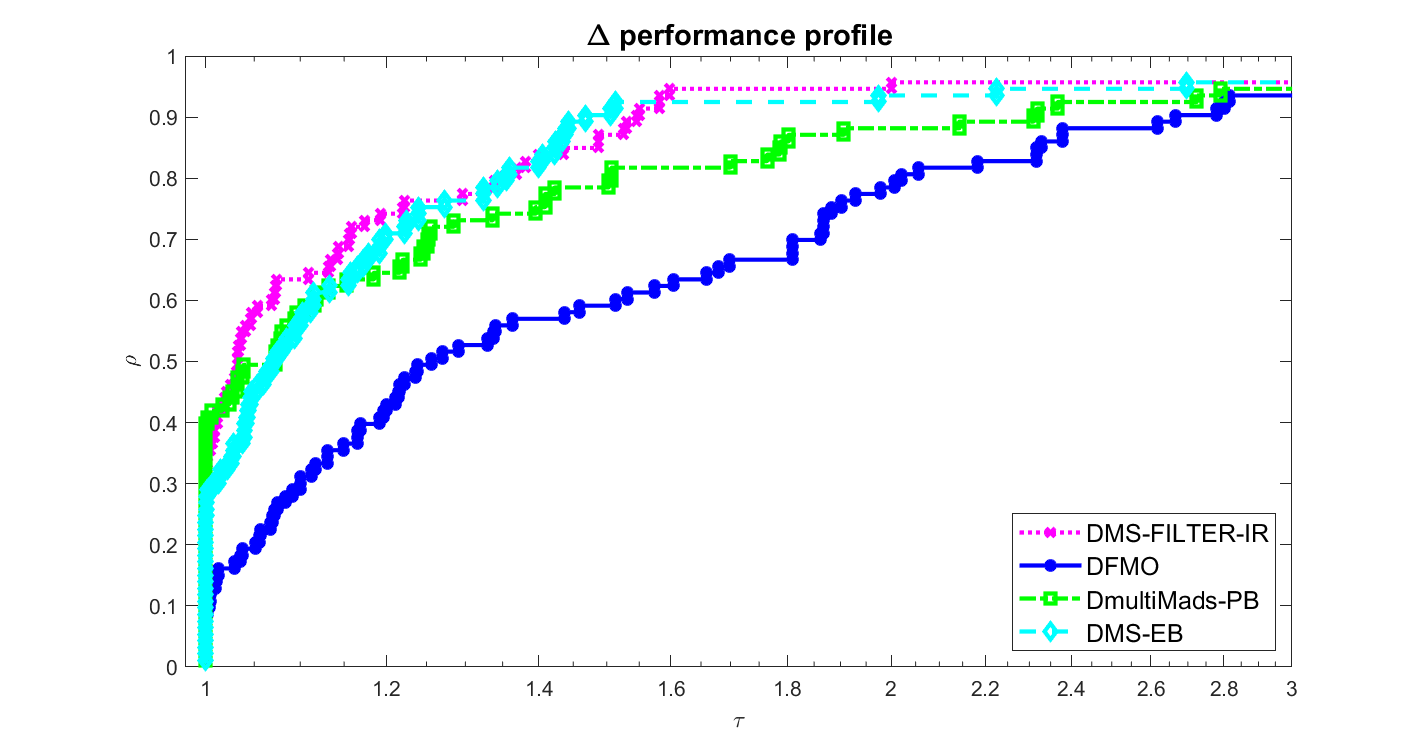 Δ performance profile
1
0.9
0.8
0.7
0.6
0.5
0.4
0.3
0.2
0.1
0
ρ
1 1.2 1.4 1.6 1.8 2 2.2 2.4 2.6 2.8 3
τ
DMS-FILTER-IR
DFMO
DmultiMads-PB
DMS-EB